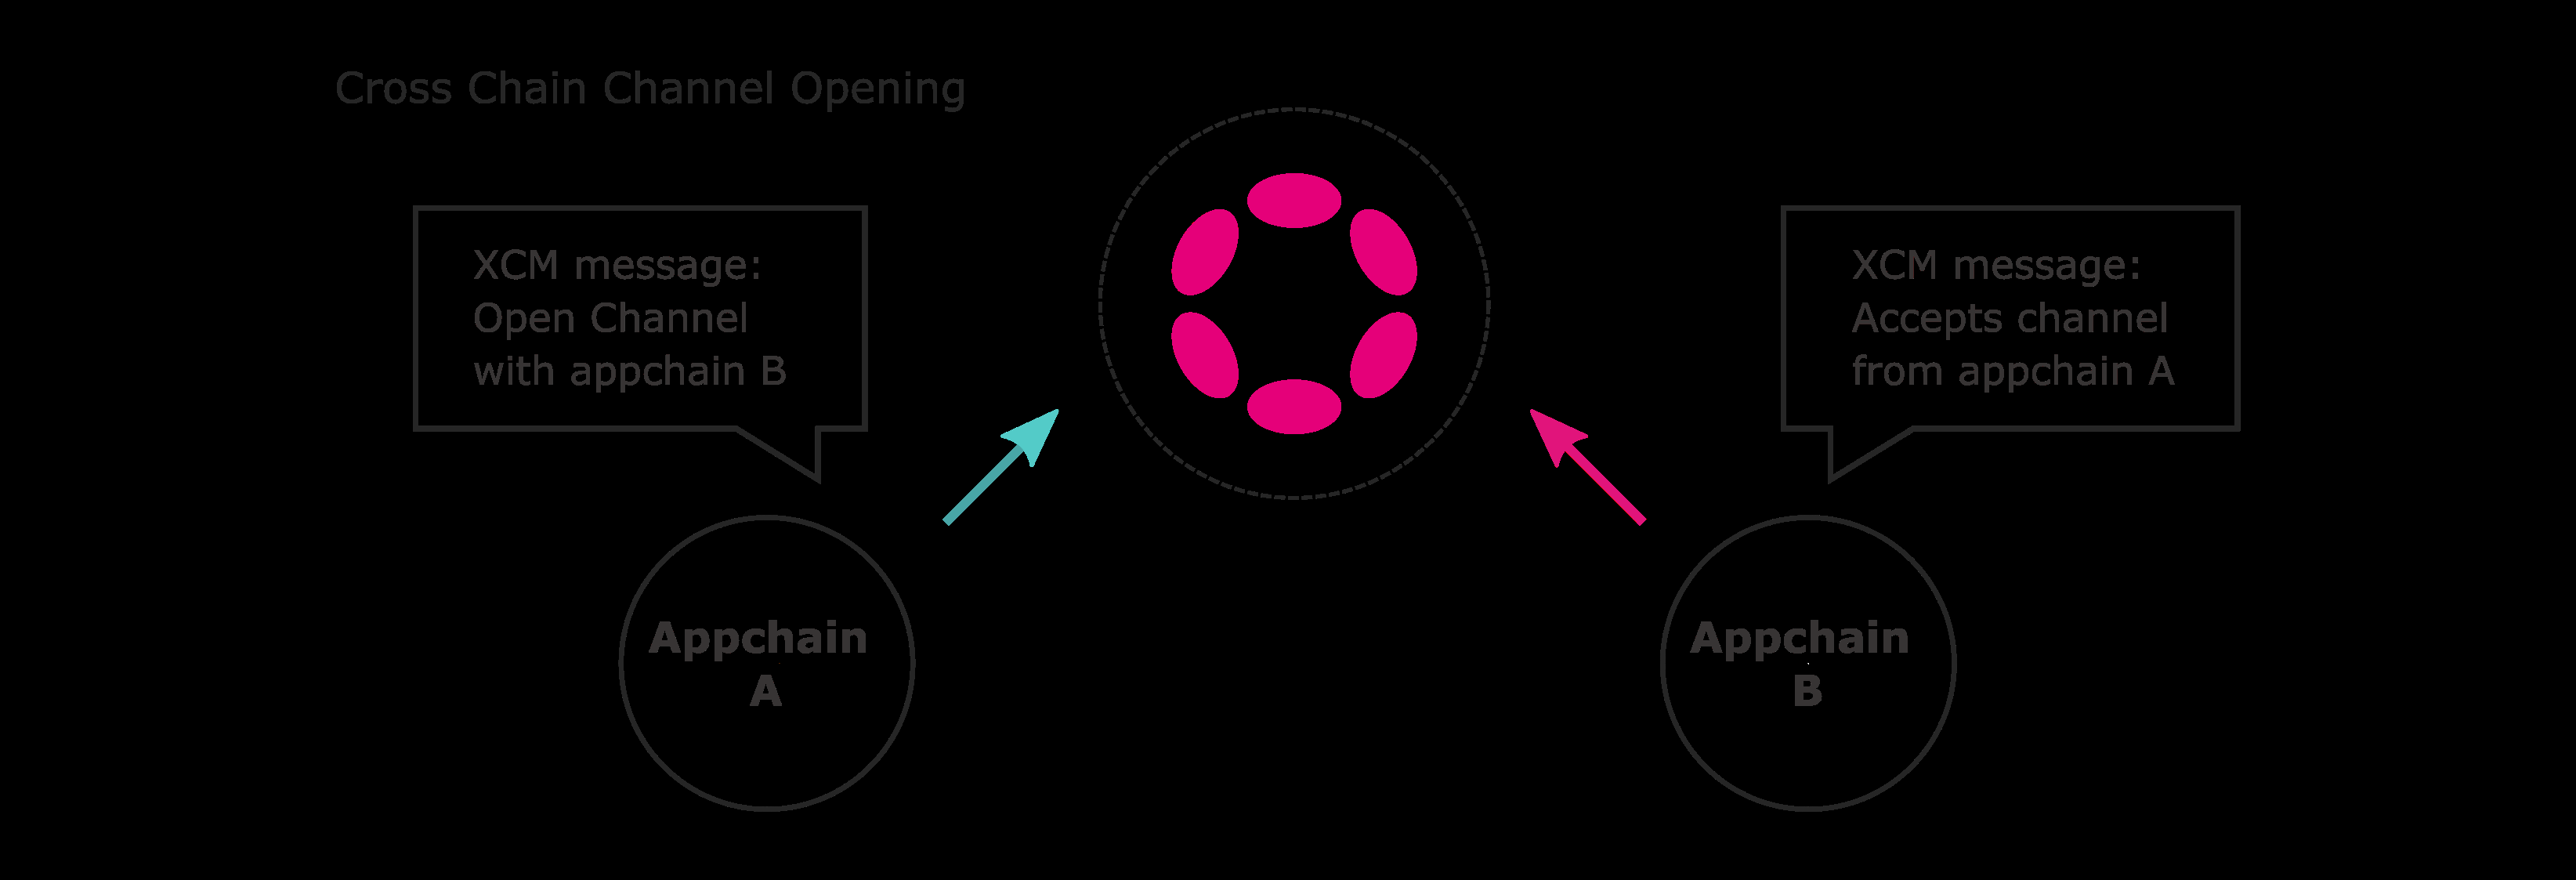 Cross Chain Channel Opening
XCM message:
Open Channel
with appchain B
XCM message:
Accepts channel
from appchain A
Appchain
A
Appchain
B